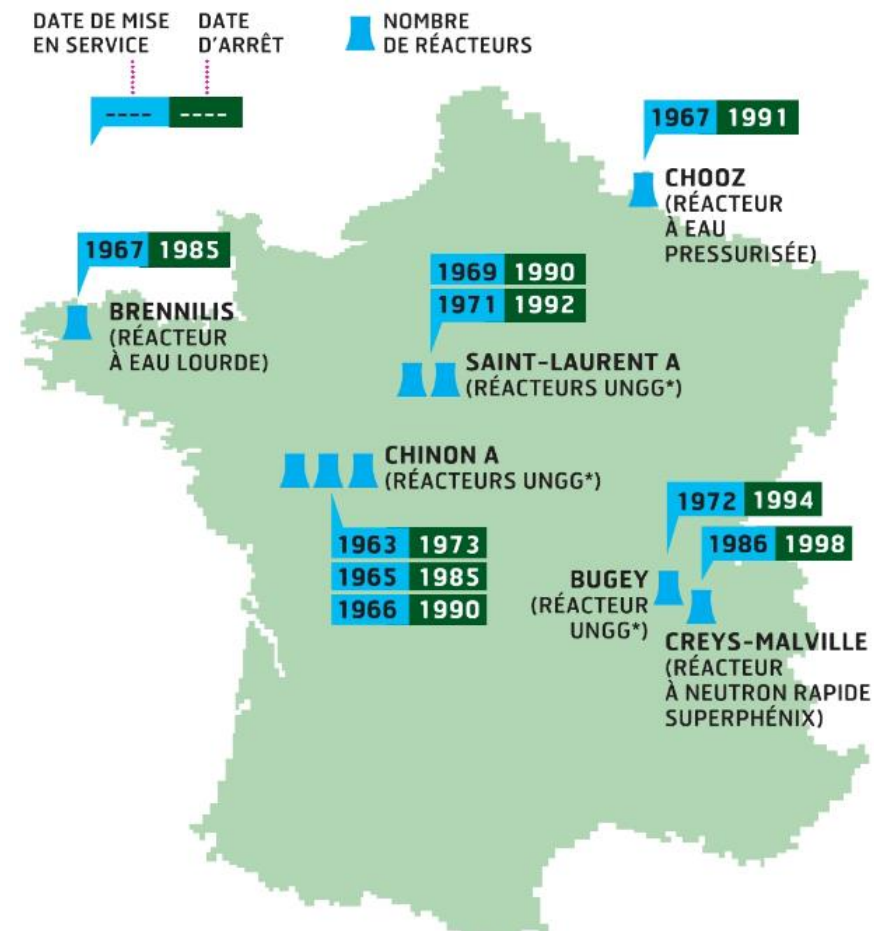 DATE DE MISE
EN SERVICE
DATE
D'ARRÊT
NOMBRE
DE RÉACTEURS
---- ----
1967 1991
CHOOZ
(RÉACTEUR
À EAU
PRESSURISÉE)
1967 1985
BRENNILIS
(RÉACTEUR
À EAU LOURDE)
1969 1990
1971 1992
SAINT-LAURENT A
(RÉACTEURS UNGG*)
CHINON A
(RÉACTEURS UNGG*)
1963 1973
1965 1985
1966 1990
1972 1994
BUGEY
(RÉACTEUR
UNGG*)
1986 1998
CREYS-MALVILLE
(RÉACTEUR
À NEUTRON RAPIDE
SUPERPHÉNIX)